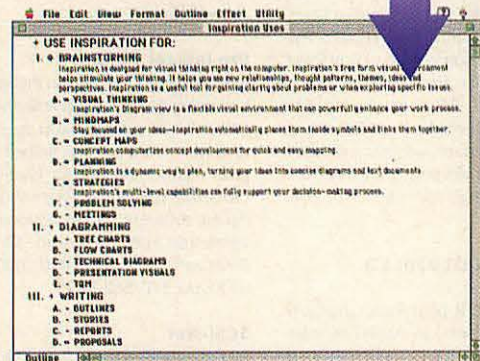 File Edit View Format Outline Effect Utility
Inspiration Uses
+ USE INSPIRATION FOR:
I. + BRAINSTORMING
Inspiration is designed for visual thinking right on the computer. Inspiration's free form visual
helps stimulate your thinking. It helps you see new relationships, thought patterns, themes, ideas and
perspectives. Inspiration is a useful tool for gaining clarity about problems or when exploring specific issues.
A. = VISUAL THINKING
Inspiration's Diagram view is a flexible visual environment that can powerfully enhance your work process.
B. = MINDMAPS
Stay focused on your ideas—Inspiration automatically places them inside symbols and links them together.
C. = CONCEPT MAPS
Inspiration computerizes concept development for quick and easy mapping.
D. = PLANNING
Inspiration is a dynamic way to plan, turning your ideas into concise diagrams and text documents.
E. = STRATEGIES
Inspiration's multi-level capabilities can fully support your decision-making process.
F. - PROBLEM SOLVING
G. - MEETINGS
II. + DIAGRAMMING
A. - TREE CHARTS
B. - FLOW CHARTS
C. - TECHNICAL DIAGRAMS
D. - PRESENTATION VISUALS
E. - TQM
III. + WRITING
A. - OUTLINES
B. - STORIES
C. - REPORTS
D. = PROPOSALS
Outline